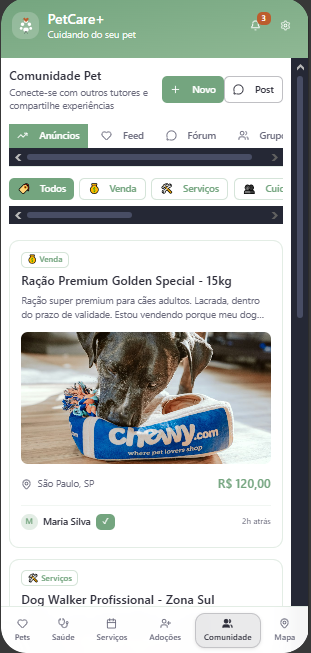 PetCare+
Cuidando do seu pet
3
Comunidade Pet
Conecte-se com outros tutores e
compartilhe experiências
+ Novo
Post
Anúncios Feed Fórum Grupo
Todos Venda Serviços Cuid
Venda
Ração Premium Golden Special - 15kg
Ração super premium para cães adultos. Lacrada, dentro
do prazo de validade. Estou vendendo porque meu dog...
chewy.com
where pet lovers shop
São Paulo, SP R$ 120,00
M Maria Silva ✓ 2h atrás
Serviços
Dog Walker Profissional - Zona Sul
Pets Saúde Serviços Adoções Comunidade Mapa